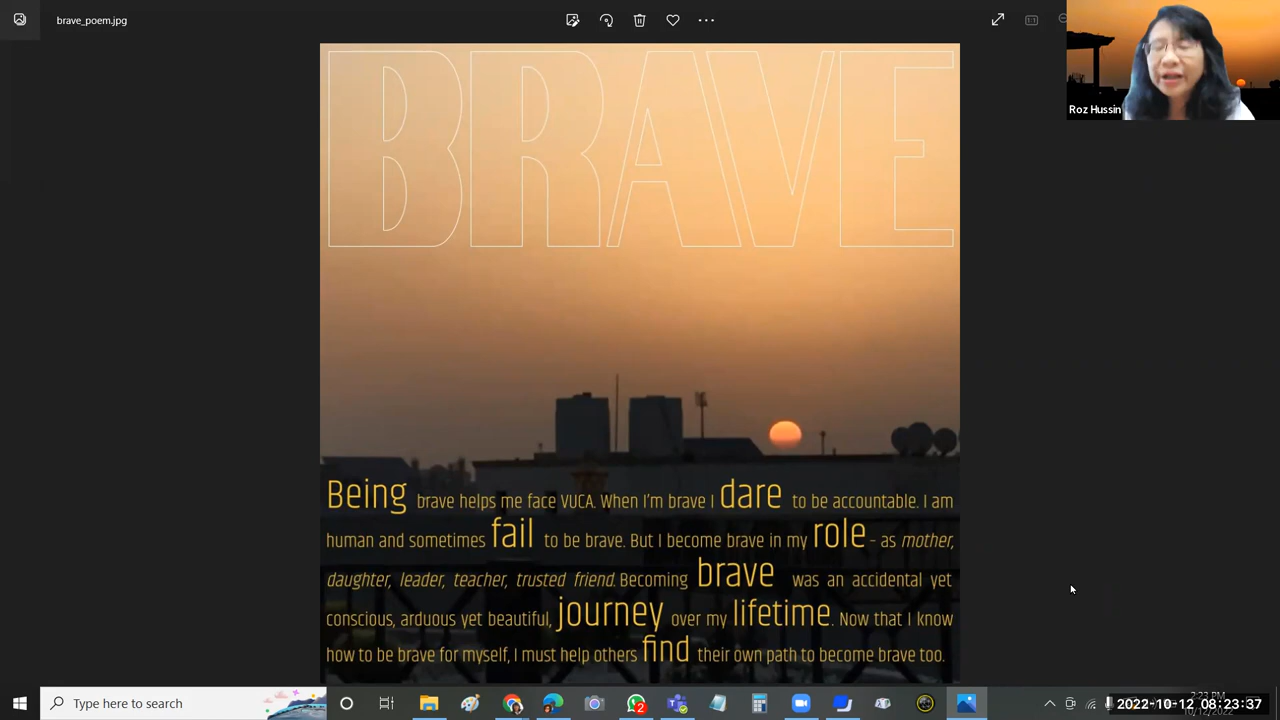 brave_poem.jpg
Roz Hussin
BRAVE
Being brave helps me face VUCA. When I'm brave I dare to be accountable. I am
human and sometimes fail to be brave. But I become brave in my role - as mother,
daughter, leader, teacher, trusted friend. Becoming brave was an accidental yet
conscious, arduous yet beautiful, journey over my lifetime. Now that I know
how to be brave for myself, I must help others find their own path to become brave too.
Type here to search
2
2:23 PM
2022-10-12 08:23:37